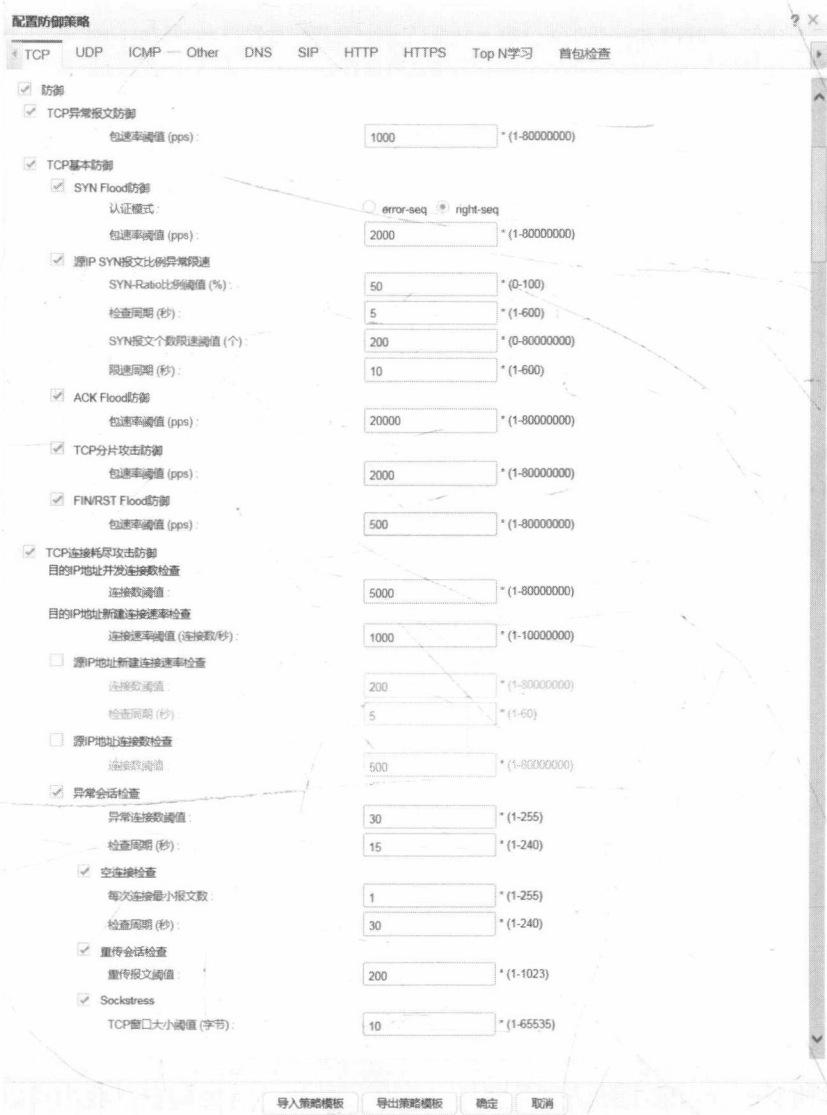 配置防御策略 ? ×
TCP UDP ICMP Other DNS SIP HTTP HTTPS Top N学习 首包检查
防御
TCP异常报文防御
包速率阈值 (pps) : 1000 * (1-80000000)
TCP基本防御
SYN Flood防御
认证模式 : error-seq right-seq
包速率阈值 (pps) : 2000 * (1-80000000)
源IP SYN报文比例异常限速
SYN-Ratio比例阈值 (%) : 50 * (0-100)
检查周期 (秒) : 5 * (1-600)
SYN报文个数限速阈值 (个) : 200 * (0-80000000)
限速周期 (秒) : 10 * (1-600)
ACK Flood防御
包速率阈值 (pps) : 20000 * (1-80000000)
TCP分片攻击防御
包速率阈值 (pps) : 2000 * (1-80000000)
FIN/RST Flood防御
包速率阈值 (pps) : 500 * (1-80000000)
TCP连接耗尽攻击防御
目的IP地址并发连接数检查
连接数阈值 : 5000 * (1-80000000)
目的IP地址新建连接速率检查
连接速率阈值 (连接数/秒) : 1000 * (1-10000000)
源IP地址新建连接速率检查
连接数阈值 : 200 * (1-80000000)
检查周期 (秒) : 5 * (1-60)
源IP地址连接数检查
连接数阈值 : 500 * (1-80000000)
异常会话检查
异常连接数阈值 : 30 * (1-255)
检查周期 (秒) : 15 * (1-240)
空连接检查
每次连接最小报文数 : 1 * (1-255)
检查周期 (秒) : 30 * (1-240)
重传会话检查
重传报文阈值 : 200 * (1-1023)
Sockstress
TCP窗口大小阈值 (字节) : 10 * (1-65535)
导入策略模板 导出策略模板 确定 取消